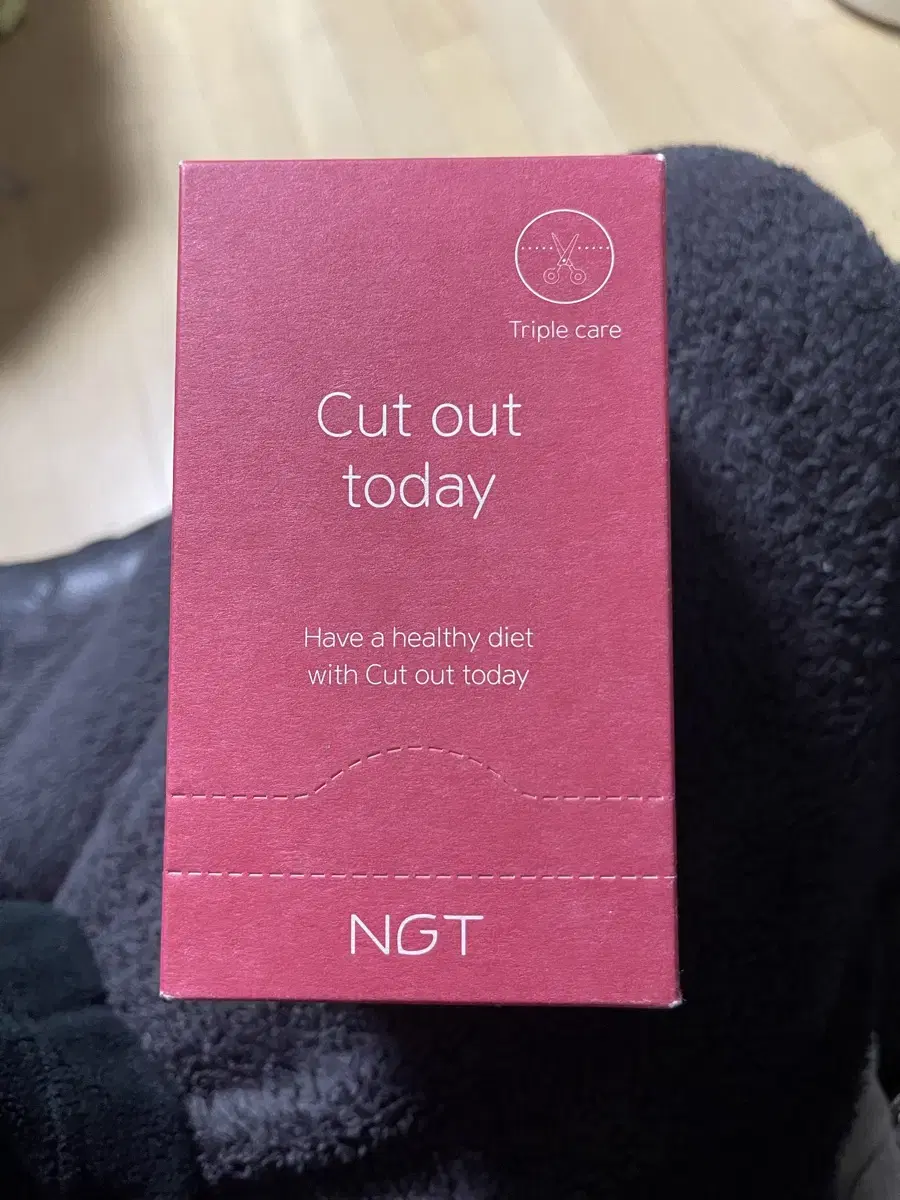 Triple care
Cut out
today
Have a healthy diet
with Cut out today
NGT